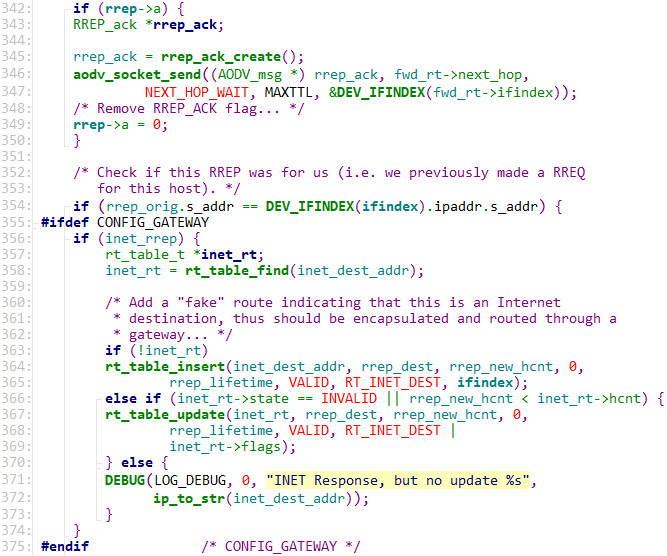 342: if (rrep->a) {
343: RREP_ack *rrep_ack;
344:
345: rrep_ack = rrep_ack_create();
346: aodv_socket_send((AODV_msg *) rrep_ack, fwd_rt->next_hop,
347: NEXT_HOP_WAIT, MAXTTL, &DEV_IFINDEX(fwd_rt->ifindex));
348: /* Remove RREP_ACK flag... */
349: rrep->a = 0;
350: }
351:
352: /* Check if this RREP was for us (i.e. we previously made a RREQ
353: for this host). */
354: if (rrep_orig.s_addr == DEV_IFINDEX(ifindex).ipaddr.s_addr) {
355: #ifdef CONFIG_GATEWAY
356: if (inet_rrep) {
357: rt_table_t *inet_rt;
358: inet_rt = rt_table_find(inet_dest_addr);
359:
360: /* Add a "fake" route indicating that this is an Internet
361: * destination, thus should be encapsulated and routed through a
362: * gateway... */
363: if (!inet_rt)
364: rt_table_insert(inet_dest_addr, rrep_dest, rrep_new_hcnt, 0,
365: rrep_lifetime, VALID, RT_INET_DEST, ifindex);
366: else if (inet_rt->state == INVALID || rrep_new_hcnt < inet_rt->hcnt) {
367: rt_table_update(inet_rt, rrep_dest, rrep_new_hcnt, 0,
368: rrep_lifetime, VALID, RT_INET_DEST |
369: inet_rt->flags);
370: } else {
371: DEBUG(LOG_DEBUG, 0, "INET Response, but no update %s",
372: ip_to_str(inet_dest_addr));
373: }
374: }
375: #endif /* CONFIG_GATEWAY */